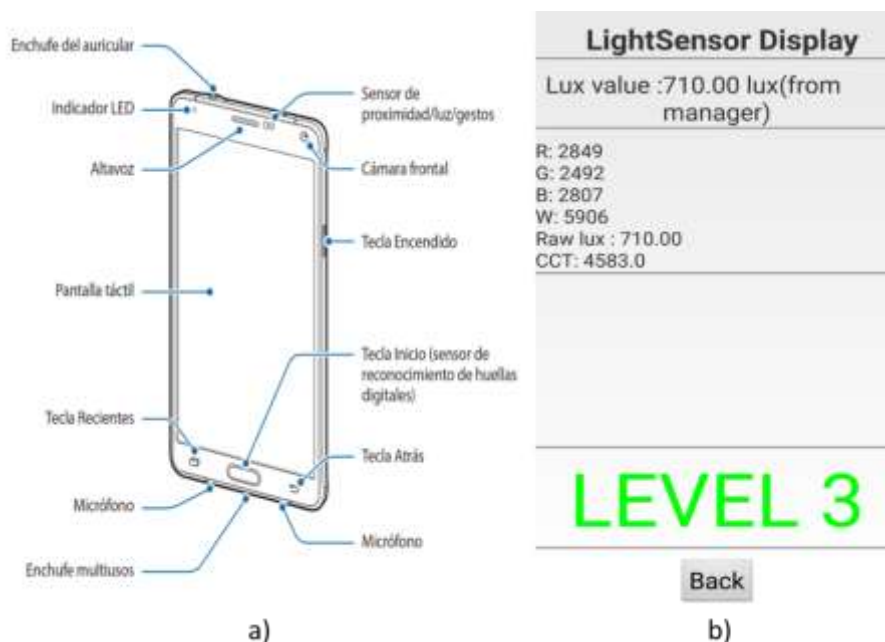 Enchufe del auricular
Indicador LED
Altavoz
Pantalla táctil
Tecla Recientes
Micrófono
Enchufe multiusos
Sensor de
proximidad/luz/gestos
Cámara frontal
Tecla Encendido
Tecla Inicio (sensor de
reconocimiento de huellas
digitales)
Tecla Atrás
Micrófono
a)
LightSensor Display
Lux value :710.00 lux(from
manager)
R: 2849
G: 2492
B: 2807
W: 5906
Raw lux : 710.00
CCT: 4583.0
LEVEL 3
Back
b)